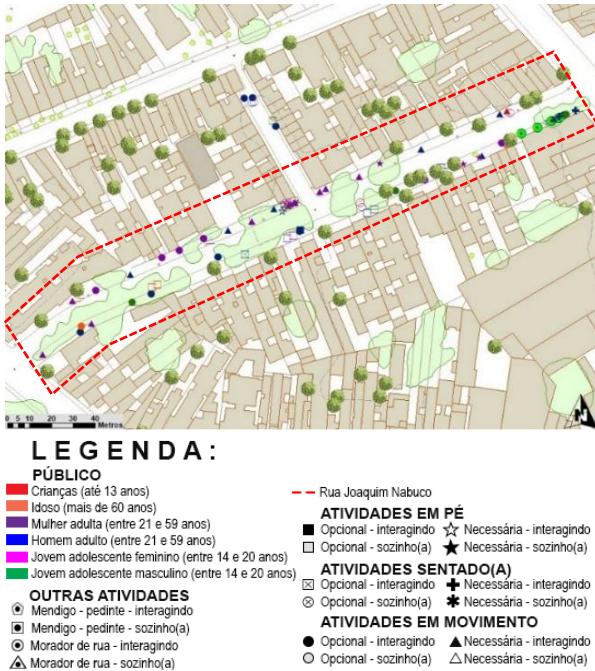 0 5 10 20 30 40
Metros
N
LEGENDA:
PÚBLICO
Crianças (até 13 anos)
Idoso (mais de 60 anos)
Mulher adulta (entre 21 e 59 anos)
Homem adulto (entre 21 e 59 anos)
Jovem adolescente feminino (entre 14 e 20 anos)
Jovem adolescente masculino (entre 14 e 20 anos)
OUTRAS ATIVIDADES
Mendigo - pedinte - interagindo
Mendigo - pedinte - sozinho(a)
Morador de rua - interagindo
Morador de rua - sozinho(a)
Rua Joaquim Nabuco
ATIVIDADES EM PÉ
Opcional - interagindo Necessária - interagindo
Opcional - sozinho(a) Necessária - sozinho(a)
ATIVIDADES SENTADO(A)
Opcional - interagindo Necessária - interagindo
Opcional - sozinho(a) Necessária - sozinho(a)
ATIVIDADES EM MOVIMENTO
Opcional - interagindo Necessária - interagindo
Opcional - sozinho(a) Necessária - sozinho(a)